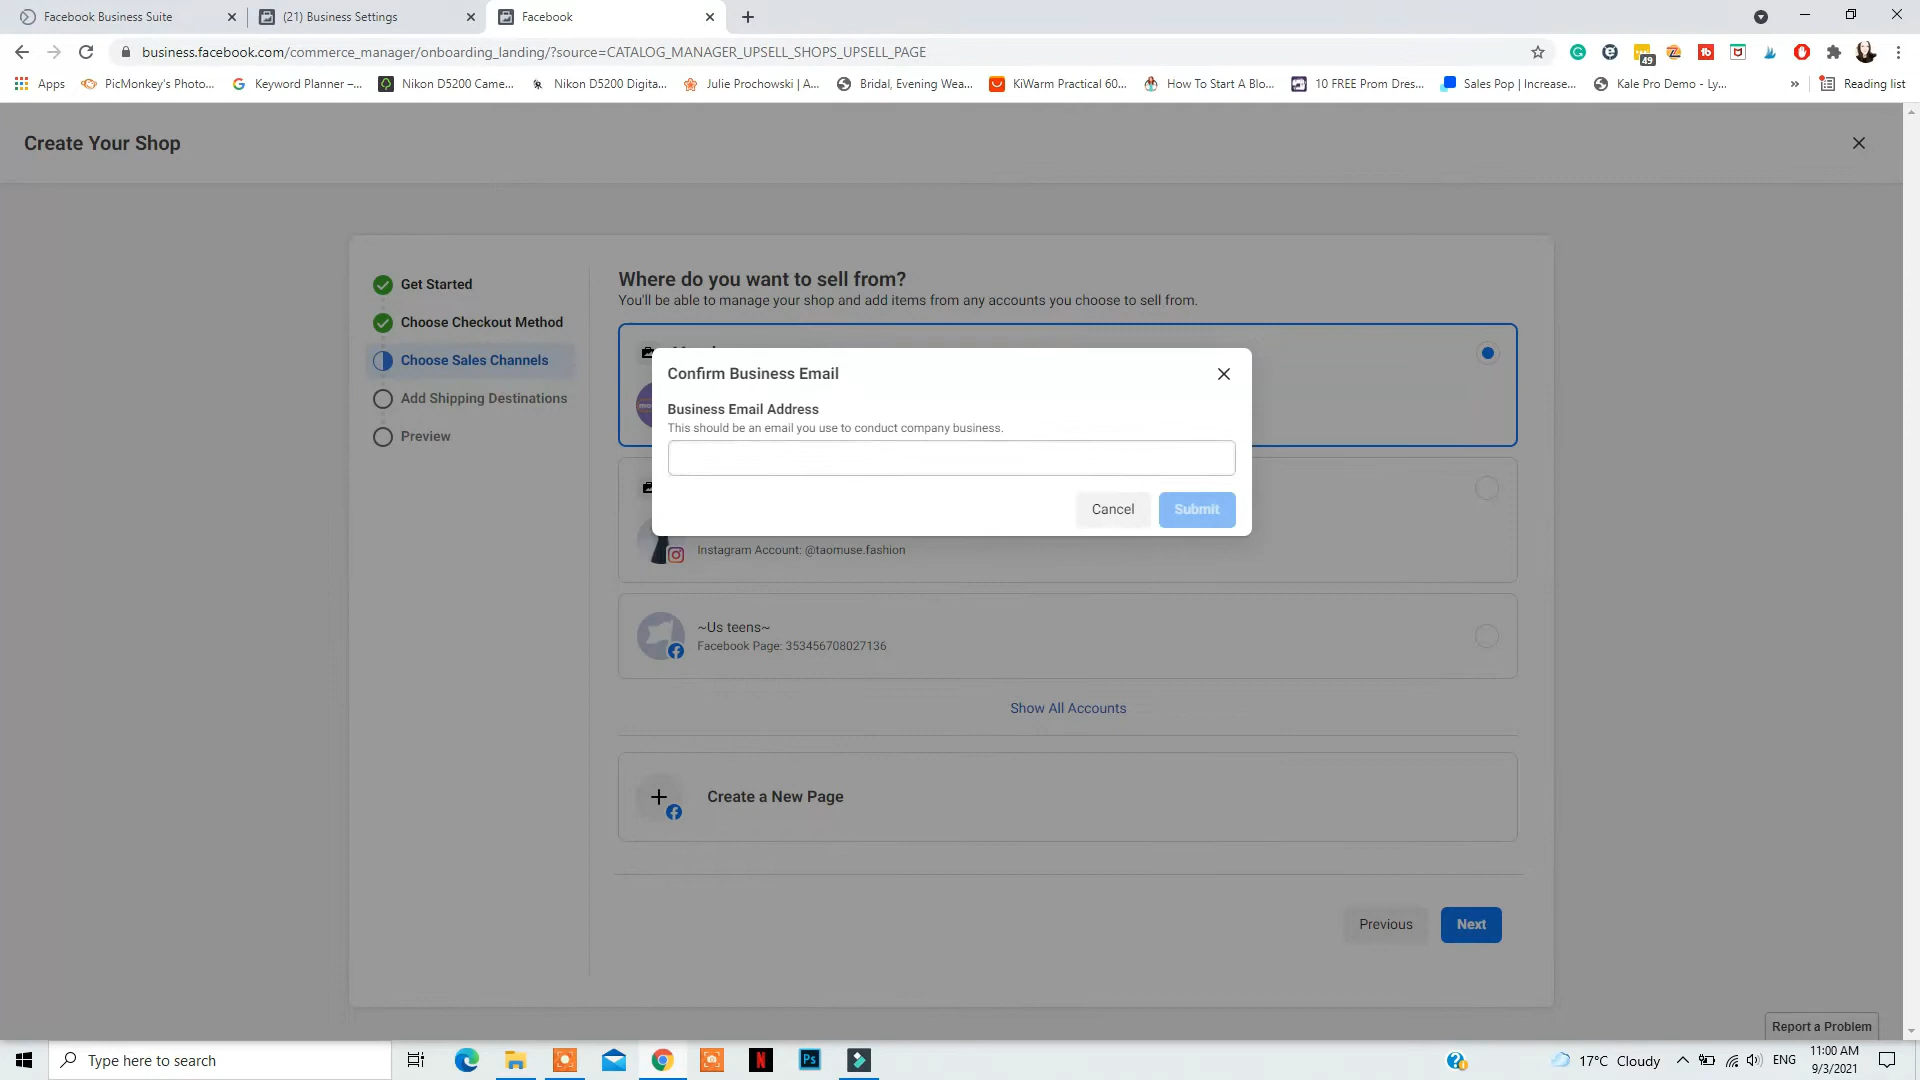 Facebook Business Suite
(21) Business Settings
Facebook
business.facebook.com/commerce_manager/onboarding_landing/?source=CATALOG_MANAGER_UPSELL_SHOPS_UPSELL_PAGE
49
Apps
PicMonkey's Photo...
Keyword Planner –...
Nikon D5200 Came...
Nikon D5200 Digita...
Julie Prochowski | A...
Bridal, Evening Wea...
KiWarm Practical 60...
How To Start A Blo...
10 FREE Prom Dres...
Sales Pop | Increase...
Kale Pro Demo - Ly...
»
Reading list
Create Your Shop
Get Started
Choose Checkout Method
Choose Sales Channels
Add Shipping Destinations
Preview
Where do you want to sell from?
You'll be able to manage your shop and add items from any accounts you choose to sell from.
Confirm Business Email
Business Email Address
This should be an email you use to conduct company business.
Cancel
Submit
Instagram Account: @taomuse.fashion
~Us teens~
Facebook Page: 353456708027136
Show All Accounts
Create a New Page
Previous
Next
Report a Problem
Type here to search
N
Ps
17°C Cloudy
ENG
11:00 AM
9/3/2021